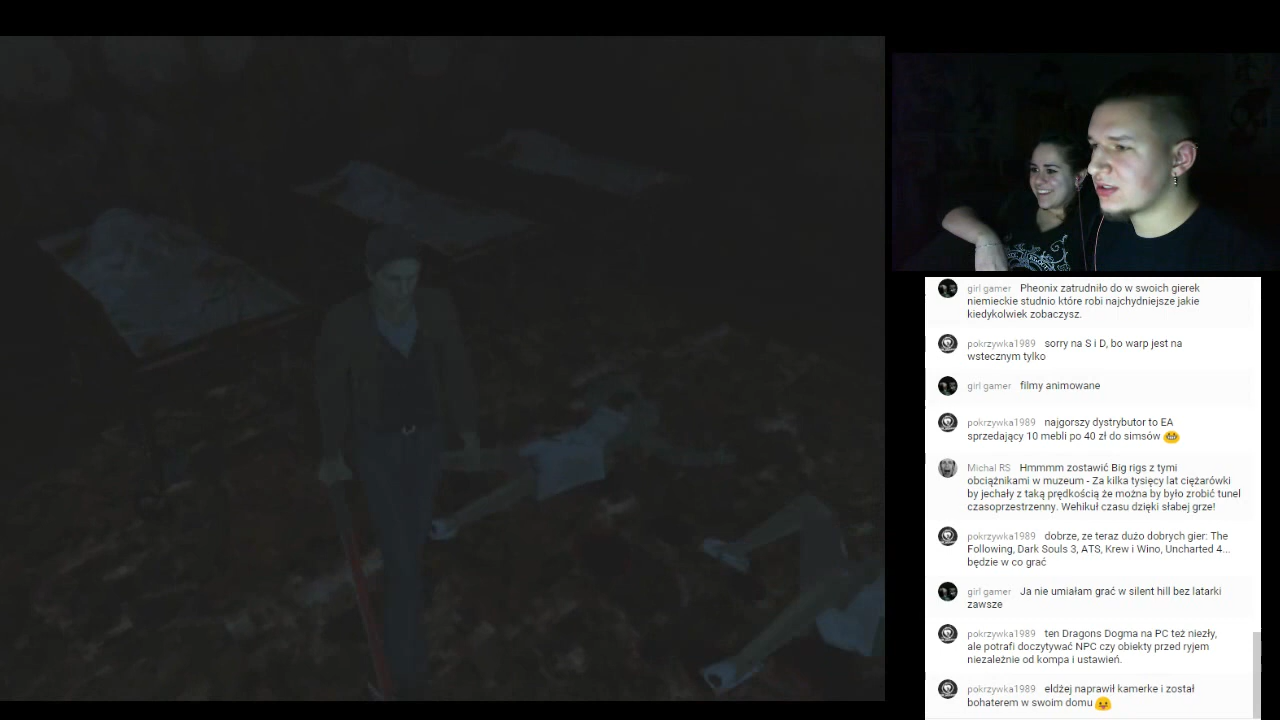 girl gamer Pheonix zatrudniło do w swoich gierek
niemieckie studnio które robi najchydniejsze jakie
kiedykolwiek zobaczysz.
pokrzywka1989 sorry na S i D, bo warp jest na
wstecznym tylko
girl gamer filmy animowane
pokrzywka1989 najgorszy dystrybutor to EA
sprzedający 10 mebli po 40 zł do simsów
Michal RS Hmmmm zostawić Big rigs z tymi
obciążnikami w muzeum - Za kilka tysięcy lat ciężarówki
by jechały z taką prędkością że można by było zrobić tunel
czasoprzestrzenny. Wehikuł czasu dzięki słabej grze!
pokrzywka1989 dobrze, ze teraz dużo dobrych gier: The
Following, Dark Souls 3, ATS, Krew i Wino, Uncharted 4...
będzie w co grać
girl gamer Ja nie umiałam grać w silent hill bez latarki
zawsze
pokrzywka1989 ten Dragons Dogma na PC też niezły,
ale potrafi doczytywać NPC czy obiekty przed ryjem
niezależnie od kompa i ustawień.
pokrzywka1989 eldżej naprawił kamerke i został
bohaterem w swoim domu